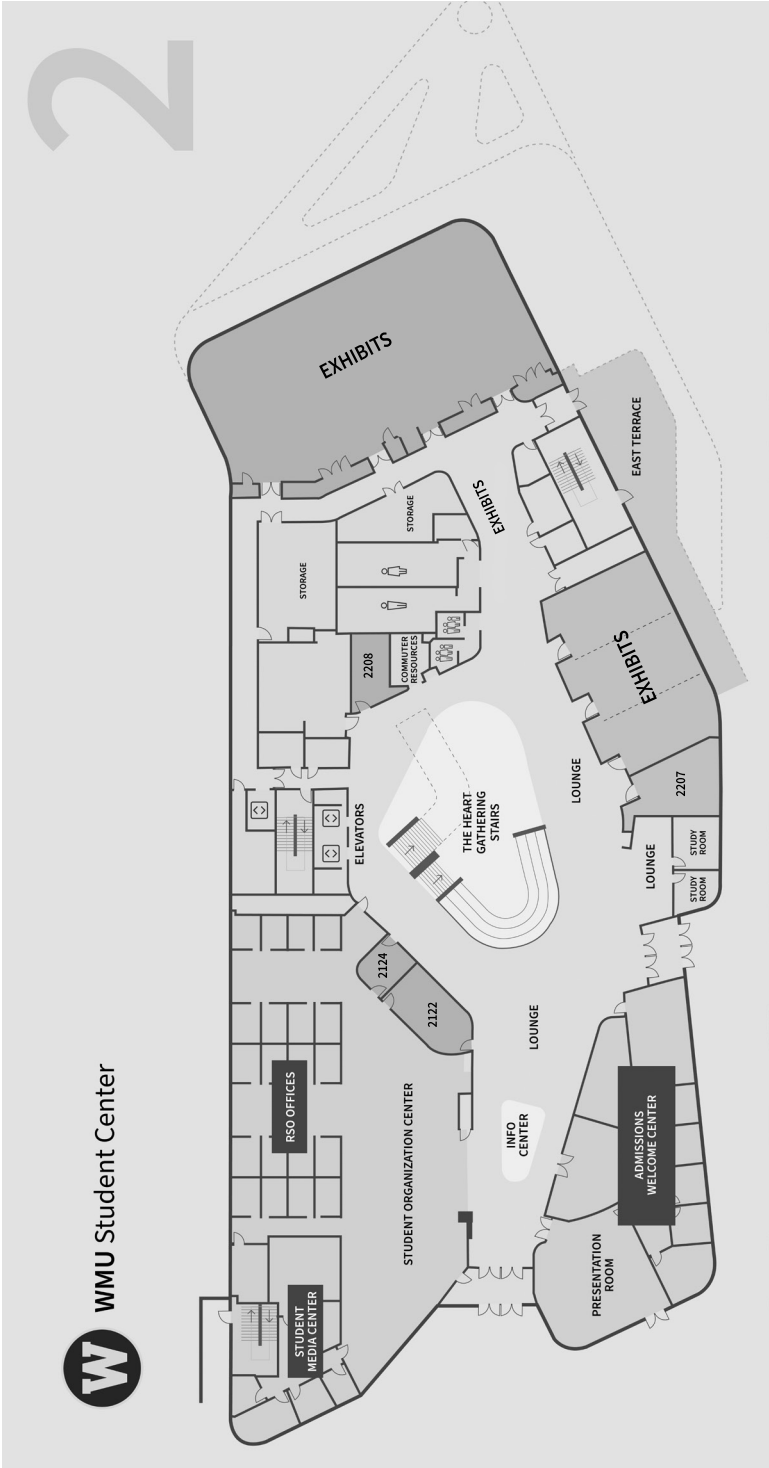 W
WMU Student Center
2
EXHIBITS
EAST TERRACE
STORAGE
EXHIBITS
STORAGE
2208
COMMUTER
RESOURCES
EXHIBITS
ELEVATORS
THE HEART
GATHERING
STAIRS
LOUNGE
2207
LOUNGE
STUDY
ROOM
STUDY
ROOM
2124
2122
LOUNGE
RSO OFFICES
STUDENT ORGANIZATION CENTER
INFO
CENTER
ADMISSIONS
WELCOME CENTER
PRESENTATION
ROOM
STUDENT
MEDIA CENTER